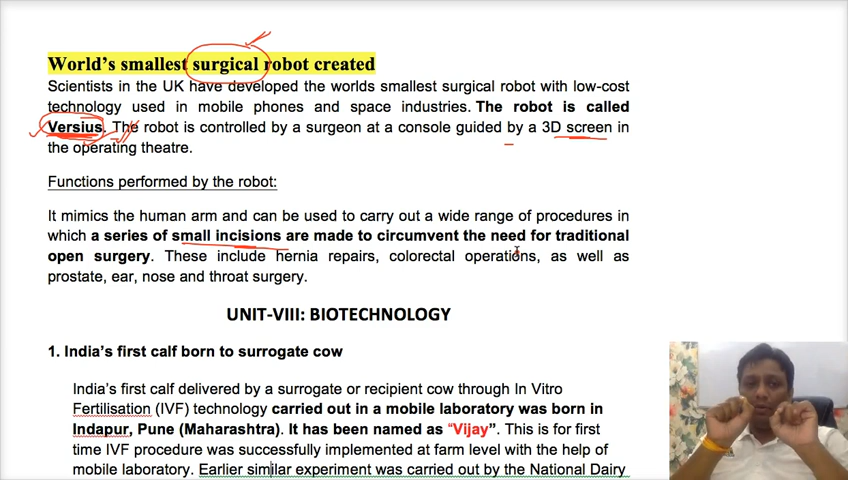 World's smallest surgical robot created
Scientists in the UK have developed the worlds smallest surgical robot with low-cost
technology used in mobile phones and space industries. The robot is called
Versius. The robot is controlled by a surgeon at a console guided by a 3D screen in
the operating theatre.
Functions performed by the robot:
It mimics the human arm and can be used to carry out a wide range of procedures in
which a series of small incisions are made to circumvent the need for traditional
open surgery. These include hernia repairs, colorectal operations, as well as
prostate, ear, nose and throat surgery.
UNIT-VIII: BIOTECHNOLOGY
1. India's first calf born to surrogate cow
India's first calf delivered by a surrogate or recipient cow through In Vitro
Fertilisation (IVF) technology carried out in a mobile laboratory was born in
Indapur, Pune (Maharashtra). It has been named as "Vijay". This is for first
time IVF procedure was successfully implemented at farm level with the help of
mobile laboratory. Earlier similar experiment was carried out by the National Dairy